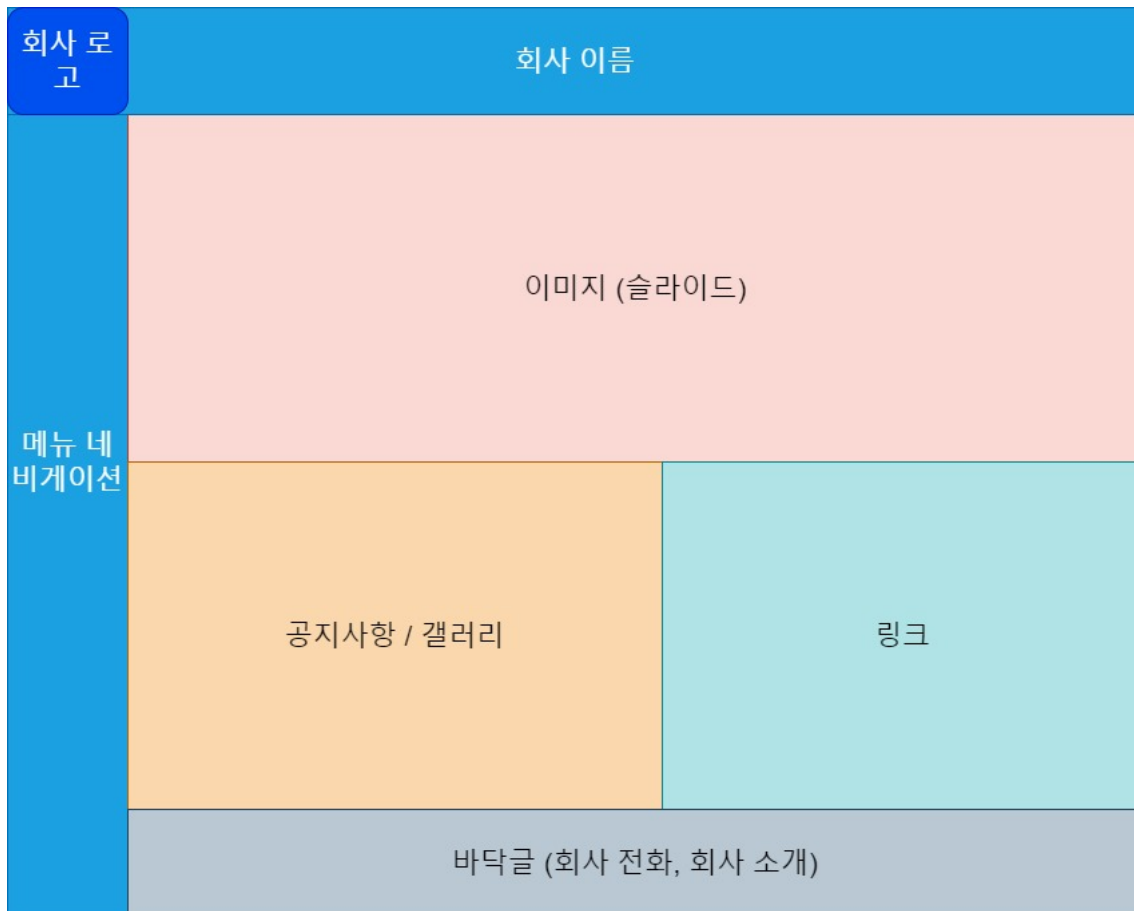 회사 로
고
회사 이름
이미지 (슬라이드)
메뉴 네
비게이션
공지사항 / 갤러리
링크
바닥글 (회사 전화, 회사 소개)